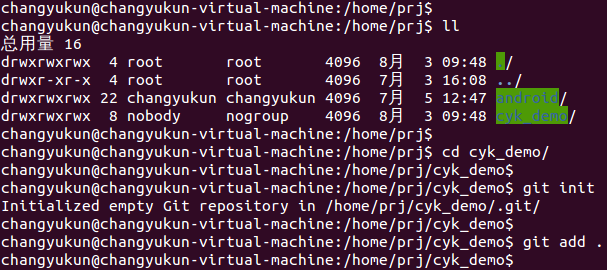 changyukun@changyukun-virtual-machine:/home/prj$
changyukun@changyukun-virtual-machine:/home/prj$ ll
总用量 16
drwxrwxrwx  4 root       root       4096  8月   3 09:48 ./
drwxr-xr-x  4 root       root       4096  7月   3 16:08 ../
drwxrwxrwx 22 changyukun changyukun 4096  7月   5 12:47 android/
drwxrwxrwx  8 nobody     nogroup    4096  8月   3 09:48 cyk_demo/
changyukun@changyukun-virtual-machine:/home/prj$
changyukun@changyukun-virtual-machine:/home/prj$ cd cyk_demo/
changyukun@changyukun-virtual-machine:/home/prj/cyk_demo$
changyukun@changyukun-virtual-machine:/home/prj/cyk_demo$ git init
Initialized empty Git repository in /home/prj/cyk_demo/.git/
changyukun@changyukun-virtual-machine:/home/prj/cyk_demo$
changyukun@changyukun-virtual-machine:/home/prj/cyk_demo$ git add .
changyukun@changyukun-virtual-machine:/home/prj/cyk_demo$